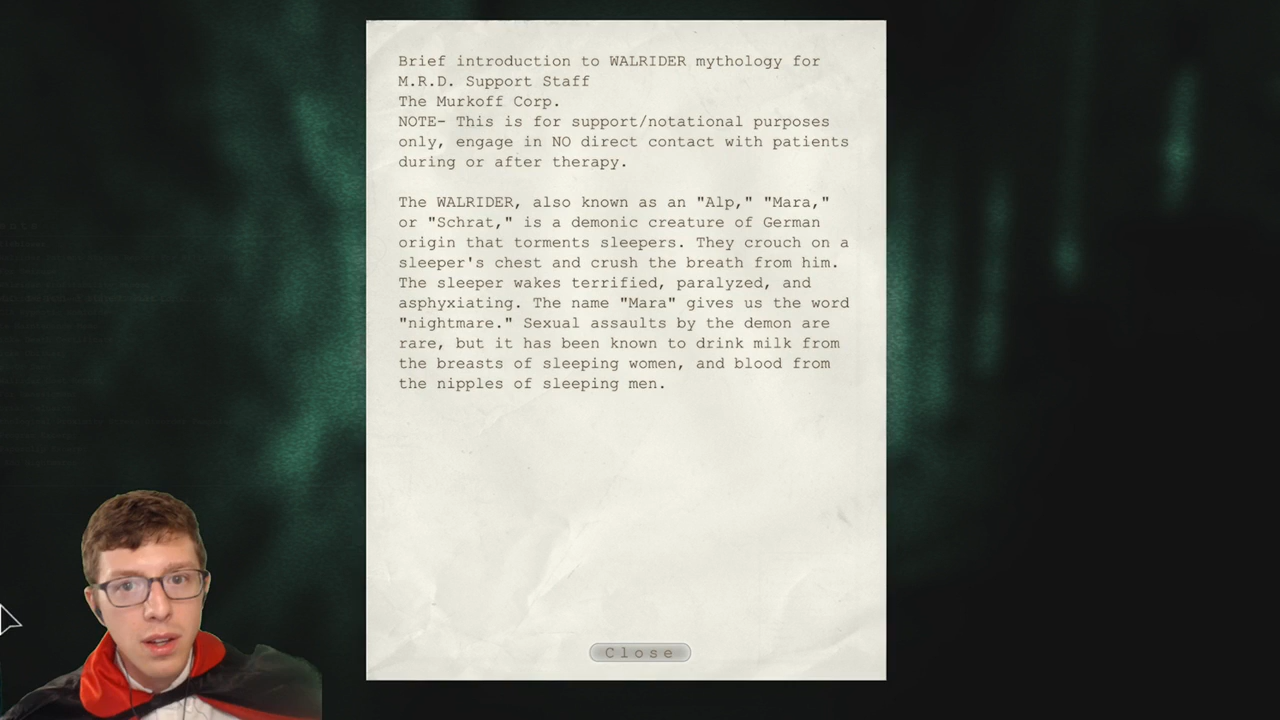 Brief introduction to WALRIDER mythology for
M.R.D. Support Staff
The Murkoff Corp.
NOTE- This is for support/notational purposes
only, engage in NO direct contact with patients
during or after therapy.
The WALRIDER, also known as an "Alp," "Mara,"
or "Schrat," is a demonic creature of German
origin that torments sleepers. They crouch on a
sleeper's chest and crush the breath from him.
The sleeper wakes terrified, paralyzed, and
asphyxiating. The name "Mara" gives us the word
"nightmare." Sexual assaults by the demon are
rare, but it has been known to drink milk from
the breasts of sleeping women, and blood from
the nipples of sleeping men.
Close